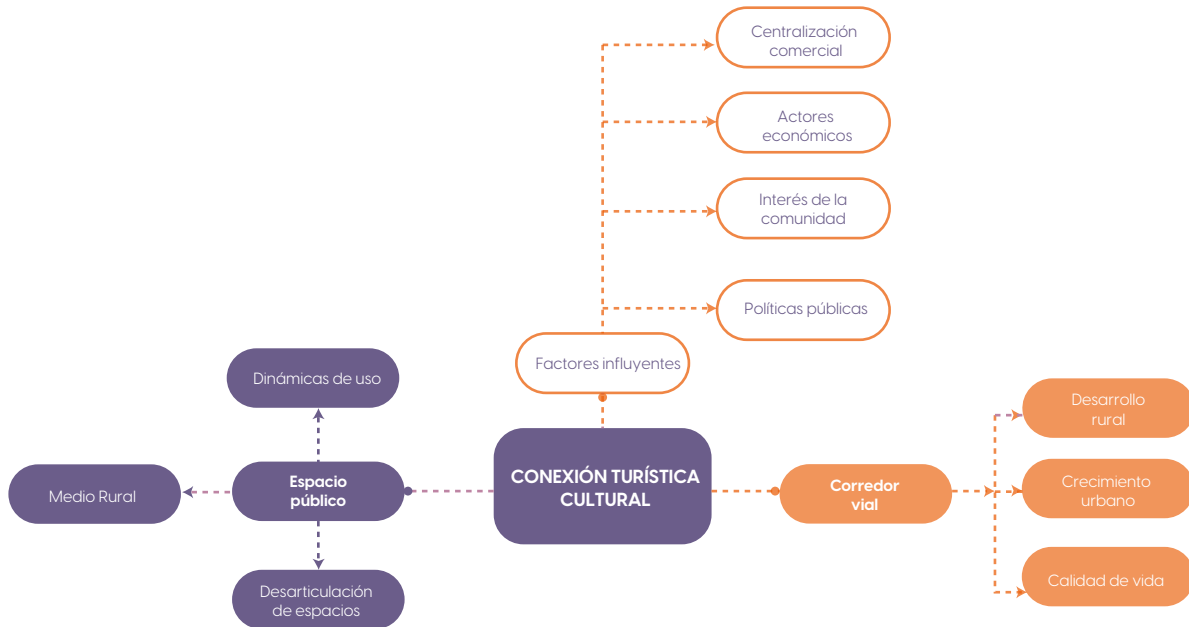 Centralización
comercial
Actores
económicos
Interés de la
comunidad
Políticas públicas
Factores influyentes
Dinámicas de uso
Medio Rural
Espacio
público
Desarticulación
de espacios
CONEXIÓN TURÍSTICA
CULTURAL
Corredor
vial
Desarrollo
rural
Crecimiento
urbano
Calidad de vida